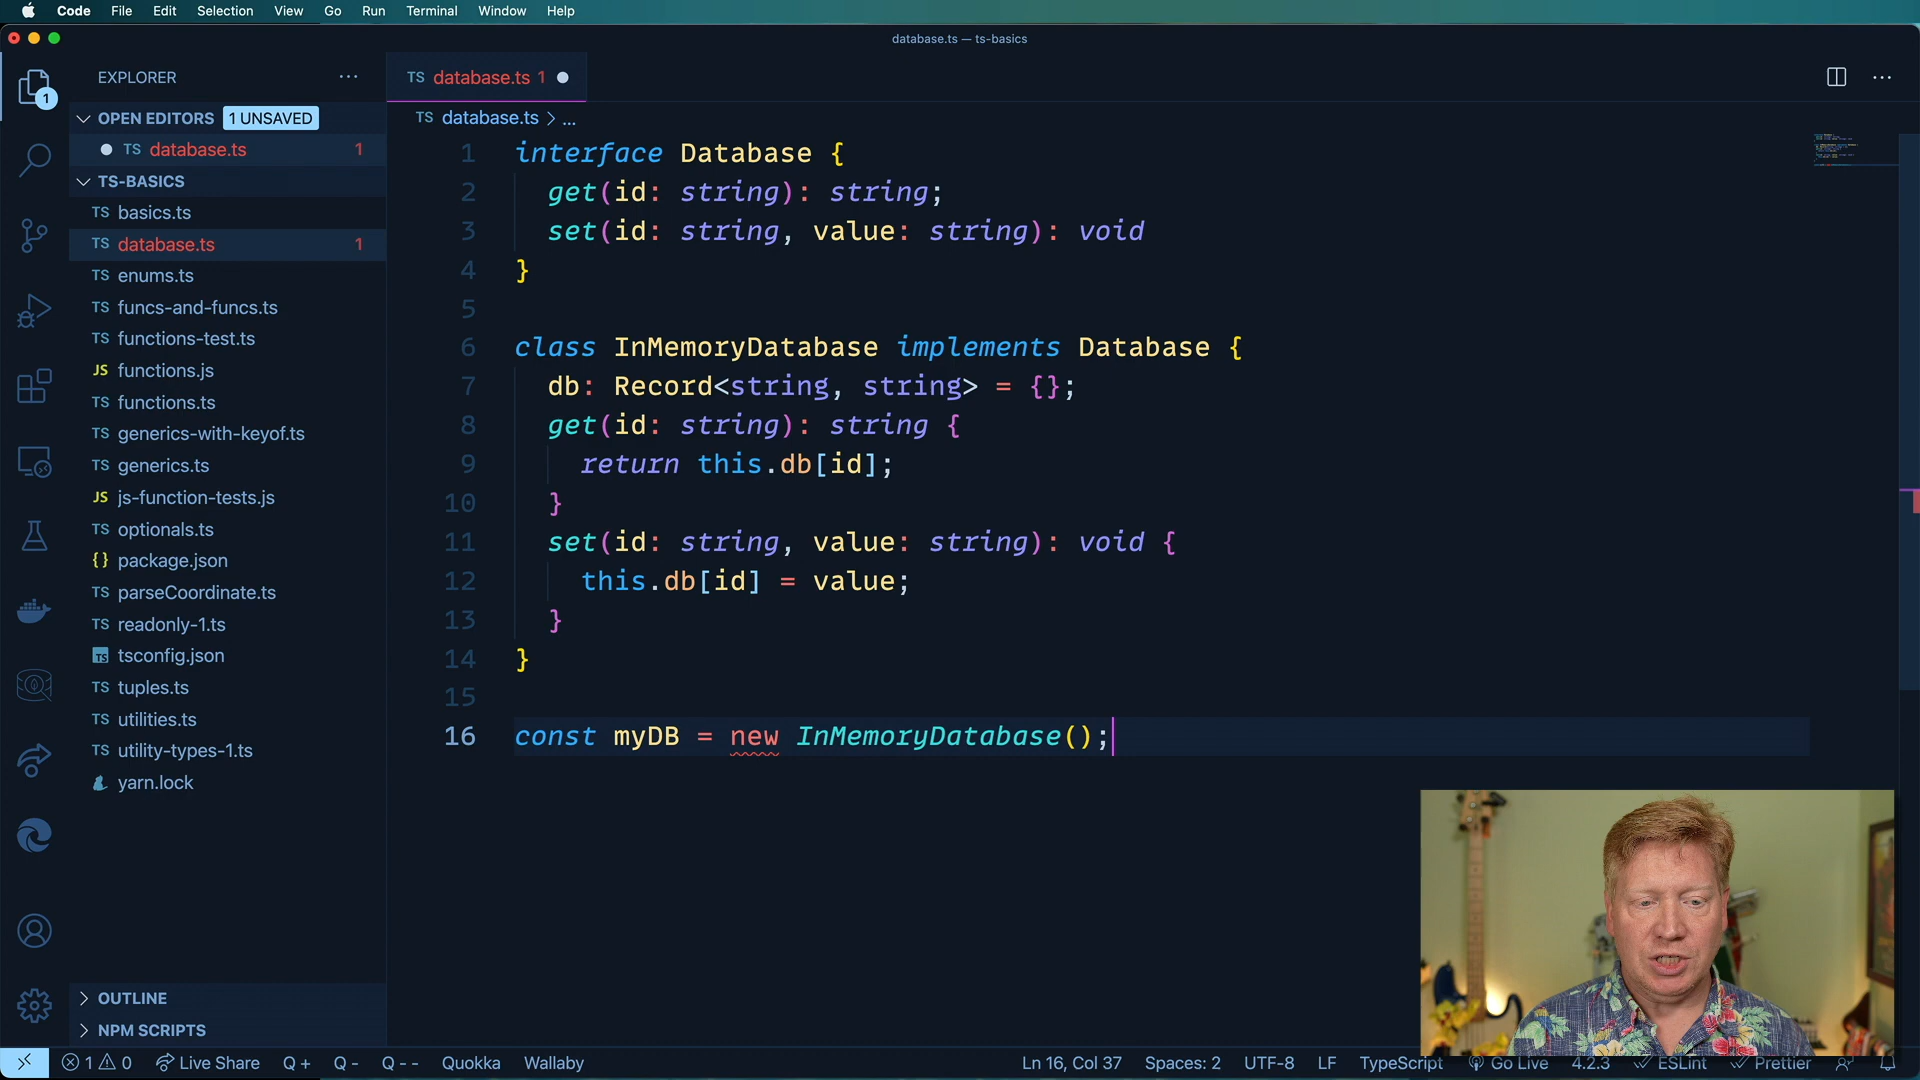 Code File Edit Selection View Go Run Terminal Window Help
database.ts — ts-basics
EXPLORER
TS database.ts 1
OPEN EDITORS 1 UNSAVED
TS database.ts 1
TS-BASICS
TS basics.ts
TS database.ts 1
TS enums.ts
TS funcs-and-funcs.ts
TS functions-test.ts
JS functions.js
TS functions.ts
TS generics-with-keyof.ts
TS generics.ts
JS js-function-tests.js
TS optionals.ts
{} package.json
TS parseCoordinate.ts
TS readonly-1.ts
TS tsconfig.json
TS tuples.ts
TS utilities.ts
TS utility-types-1.ts
yarn.lock
OUTLINE
NPM SCRIPTS
1
TS database.ts > ...
1 interface Database {
2 get(id: string): string;
3 set(id: string, value: string): void
4 }
5
6 class InMemoryDatabase implements Database {
7 db: Record<string, string> = {};
8 get(id: string): string {
9 return this.db[id];
10 }
11 set(id: string, value: string): void {
12 this.db[id] = value;
13 }
14 }
15
16 const myDB = new InMemoryDatabase();
1 0 Live Share Q + Q - Q - - Quokka Wallaby Ln 16, Col 37 Spaces: 2 UTF-8 LF TypeScript Go Live 4.2.3 ESLint Prettier